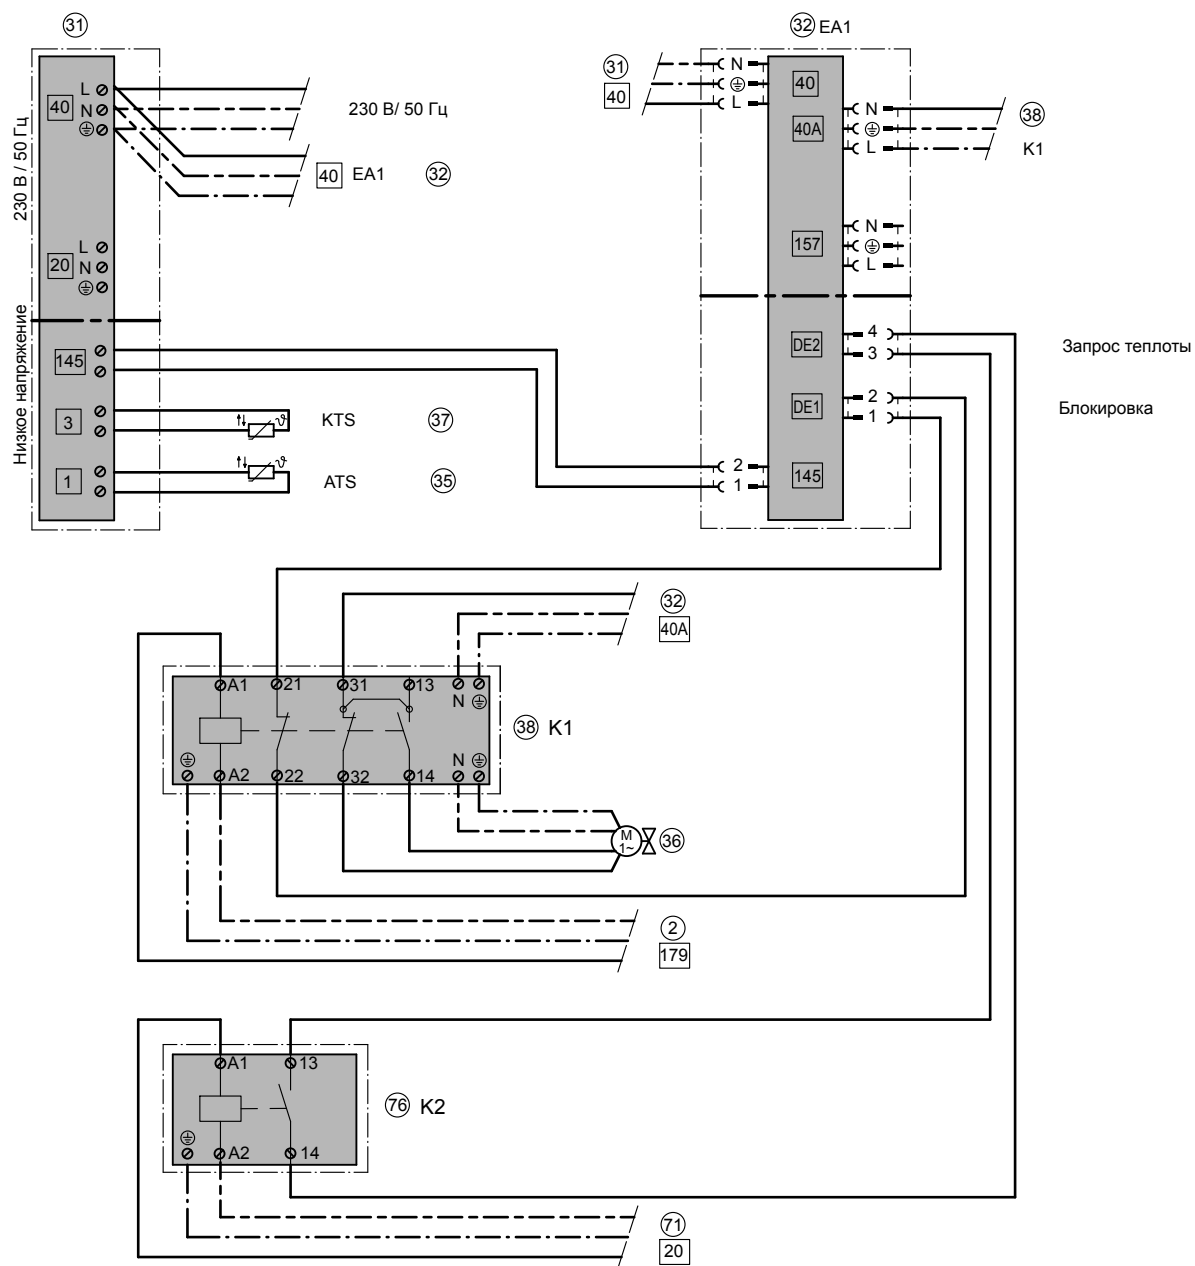 31
32 EA1
230 В / 50 Гц
Низкое напряжение
40
L
N
230 В/ 50 Гц
40 EA1 32
20
L
N
145
3
KTS 37
1
ATS 35
31
40
N
L
40
40A
N
L
38
K1
157
N
L
DE2
4
3
Запрос теплоты
DE1
2
1
Блокировка
145
2
1
32
40A
A1 21 31 13
N
38 K1
N
A2 22 32 14
M
1~
36
2
179
A1 13
76 K2
A2 14
71
20